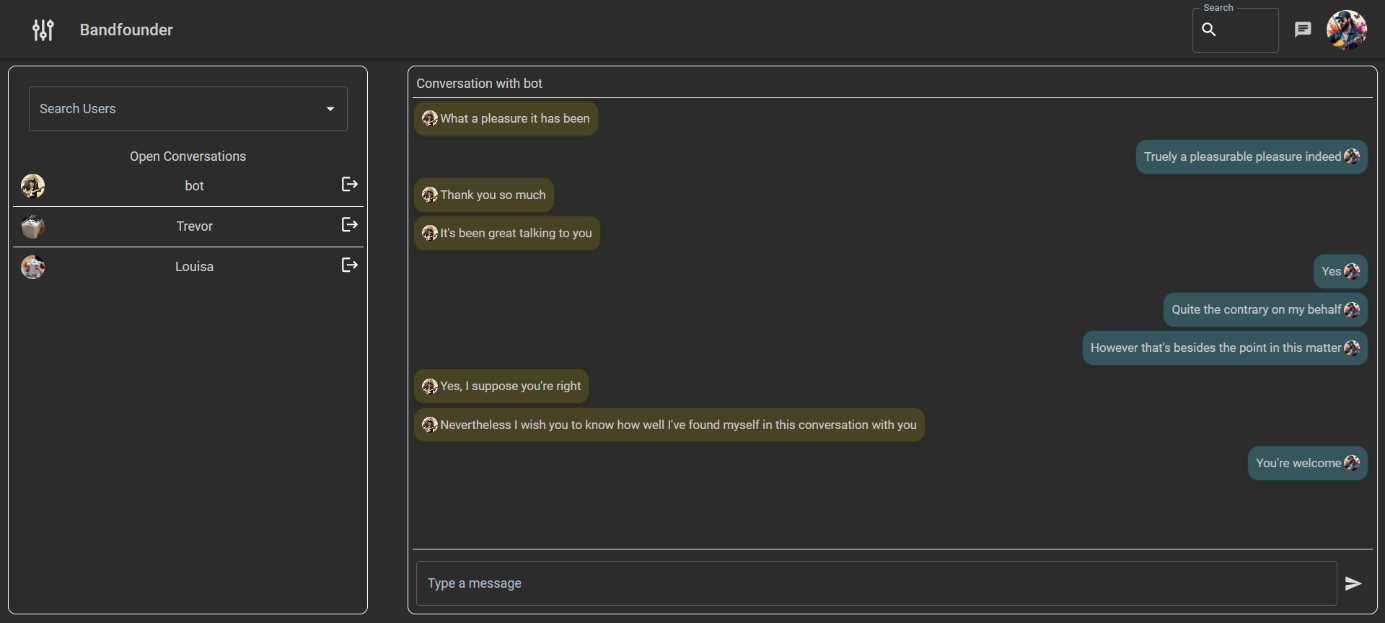 Bandfounder
Search
Search Users
Open Conversations
bot
Trevor
Louisa
Conversation with bot
What a pleasure it has been
Truely a pleasurable pleasure indeed
Thank you so much
It's been great talking to you
Yes
Quite the contrary on my behalf
However that's besides the point in this matter
Yes, I suppose you're right
Nevertheless I wish you to know how well I've found myself in this conversation with you
You're welcome
Type a message